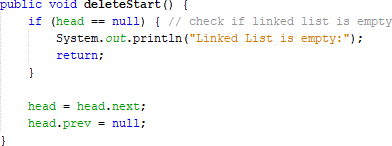 public void deleteStart() {
    if (head == null) { // check if linked list is empty
        System.out.println("Linked List is empty:");
        return;
    }
    head = head.next;
    head.prev = null;
}